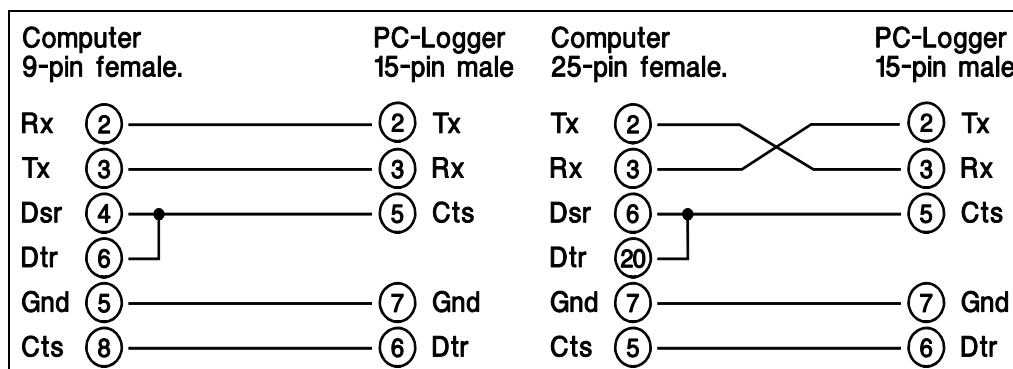 Computer PC-Logger Computer PC-Logger
9-pin female. 15-pin male 25-pin female. 15-pin male
Rx 2 2 Tx Tx 2 2 Tx
Tx 3 3 Rx Rx 3 3 Rx
Dsr 4 5 Cts Dsr 6 5 Cts
Dtr 6 Dtr 20
Gnd 5 7 Gnd Gnd 7 7 Gnd
Cts 8 6 Dtr Cts 5 6 Dtr